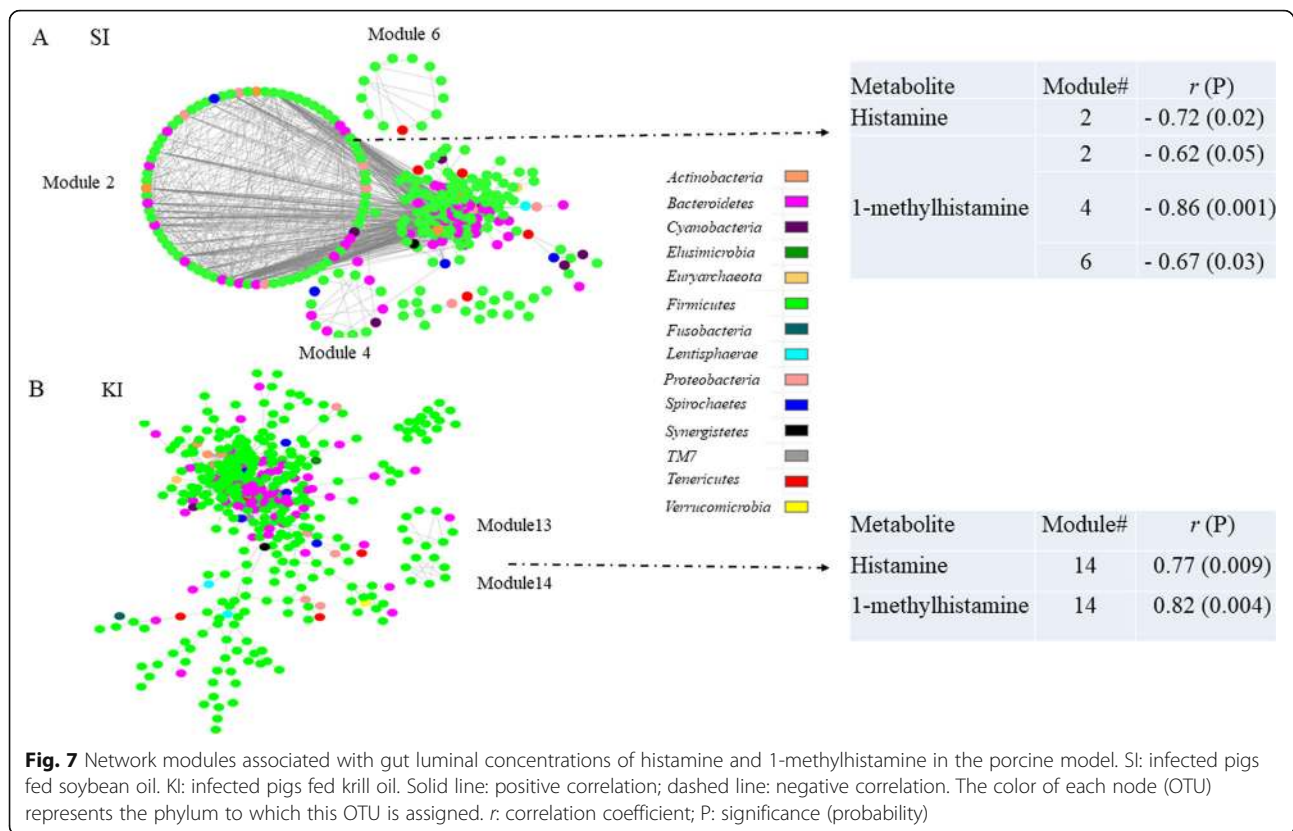 A SI
Module 6
Module 2
Module 4
Metabolite Module# r (P)
Histamine 2 - 0.72 (0.02)
2 - 0.62 (0.05)
1-methylhistamine 4 - 0.86 (0.001)
6 - 0.67 (0.03)
Actinobacteria
Bacteroidetes
Cyanobacteria
Elusimicrobia
Euryarchaeota
Firmicutes
Fusobacteria
Lentisphaerae
Proteobacteria
Spirochaetes
Synergistetes
TM7
Tenericutes
Verrucomicrobia
B KI
Module13
Module14
Metabolite Module# r (P)
Histamine 14 0.77 (0.009)
1-methylhistamine 14 0.82 (0.004)
Fig. 7 Network modules associated with gut luminal concentrations of histamine and 1-methylhistamine in the porcine model. SI: infected pigs
fed soybean oil. KI: infected pigs fed krill oil. Solid line: positive correlation; dashed line: negative correlation. The color of each node (OTU)
represents the phylum to which this OTU is assigned. r: correlation coefficient; P: significance (probability)